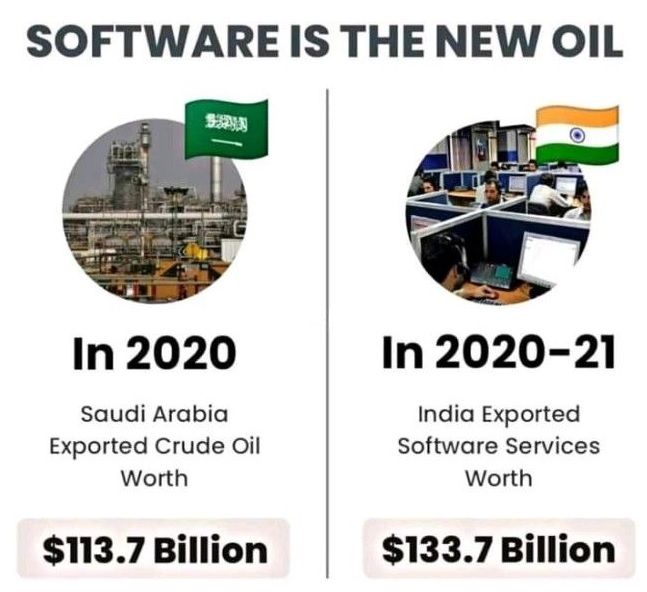 SOFTWARE IS THE NEW OIL
In 2020
Saudi Arabia
Exported Crude Oil
Worth
$113.7 Billion
In 2020-21
India Exported
Software Services
Worth
$133.7 Billion